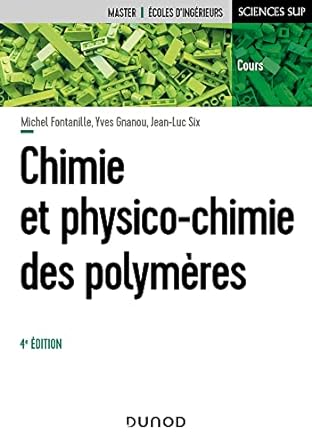 MASTER | ÉCOLES D'INGÉNIEURS SCIENCES SUP
Cours
Michel Fontanille, Yves Gnanou, Jean-Luc Six
Chimie
et physico-chimie
des polymères
4e ÉDITION
DUNOD